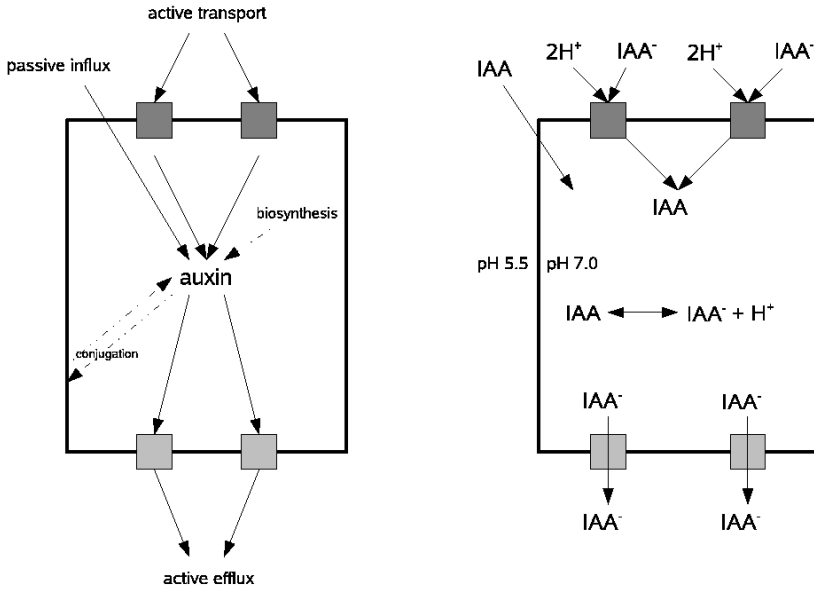 active transport
passive influx
biosynthesis
auxin
conjugation
active efflux
IAA
2H⁺
IAA⁻
2H⁺
IAA⁻
IAA
pH 5.5
pH 7.0
IAA
IAA⁻ + H⁺
IAA⁻
IAA⁻
IAA⁻
IAA⁻